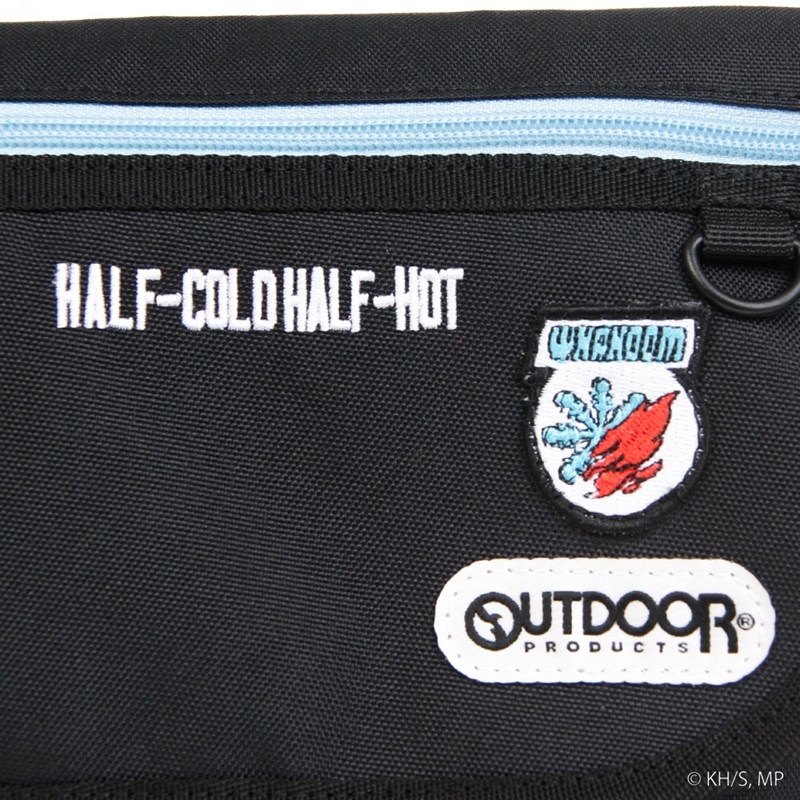 HALF-COLD HALF-HOT
OUTDOOR®
PRODUCTS
© KH/S, MP